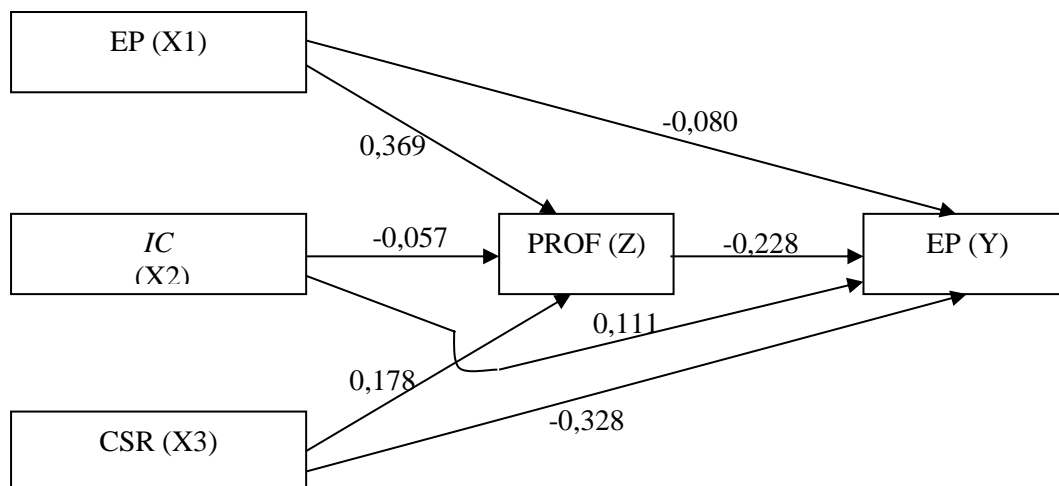 EP (X1)
-0,080
0,369
IC
(X2)
-0,057
PROF (Z)
-0,228
EP (Y)
0,111
0,178
-0,328
CSR (X3)